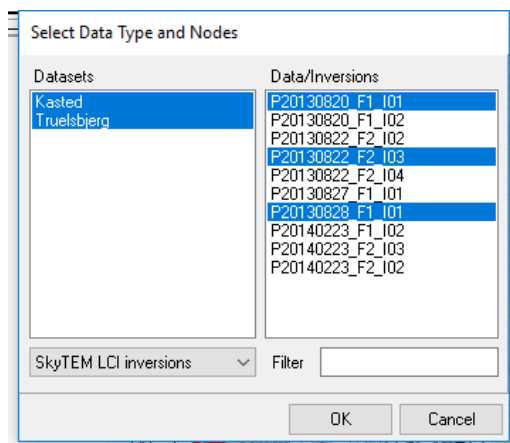 Select Data Type and Nodes
Datasets
Data/Inversions
Kasted
Truelsbjerg
P20130820_F1_I01
P20130820_F1_I02
P20130822_F2_I02
P20130822_F2_I03
P20130822_F2_I04
P20130827_F1_I01
P20130828_F1_I01
P20140223_F1_I02
P20140223_F2_I03
P20140223_F2_I02
SkyTEM LCI inversions
Filter
OK
Cancel